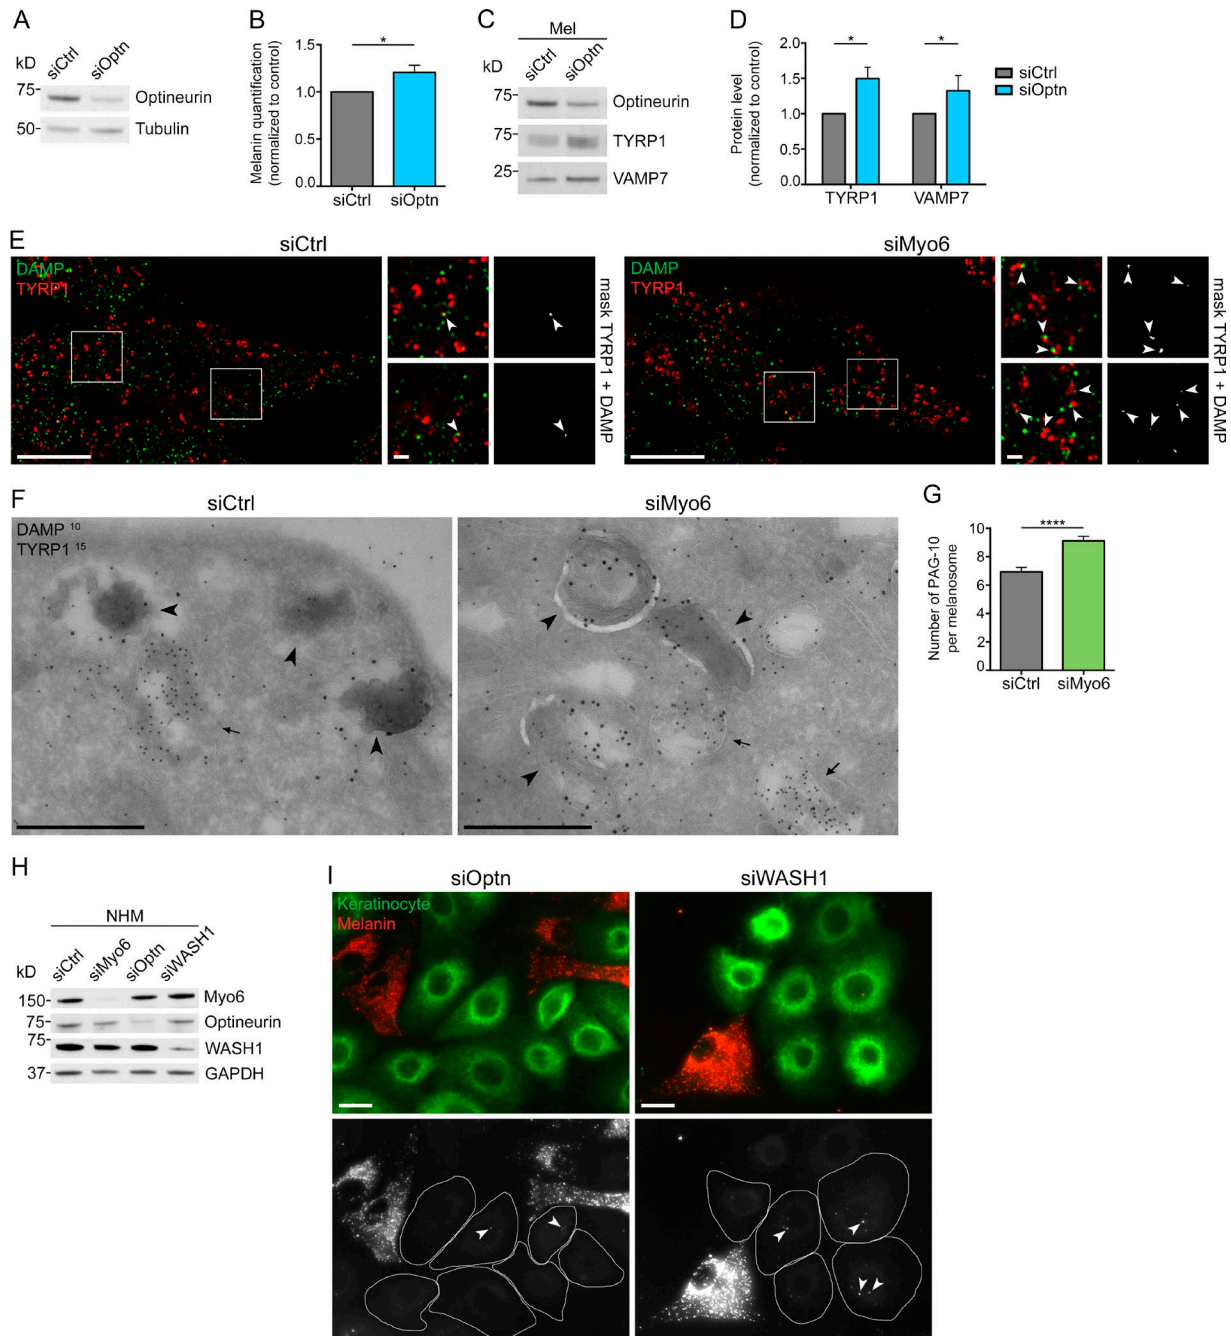 A
siCtrl
siOptn
kD
75
Optineurin
50
Tubulin
B
Melanin quantification
(normalized to control)
1.5
1.0
0.5
0.0
*
siCtrl
siOptn
C
Mel
siCtrl
siOptn
kD
75
Optineurin
75
TYRP1
25
VAMP7
D
Protein level
(normalized to control)
2.0
1.5
1.0
0.5
0.0
*
*
TYRP1
VAMP7
siCtrl
siOptn
E
siCtrl
DAMP
TYRP1
mask TYRP1 + DAMP
siMyo6
DAMP
TYRP1
mask TYRP1 + DAMP
F
siCtrl
DAMP 10
TYRP1 15
siMyo6
G
Number of PAG-10
per melanosome
10
8
6
4
2
0
****
siCtrl
siMyo6
H
NHM
siCtrl
siMyo6
siOptn
siWASH1
kD
150
Myo6
75
Optineurin
75
WASH1
37
GAPDH
I
siOptn
siWASH1
Keratinocyte
Melanin